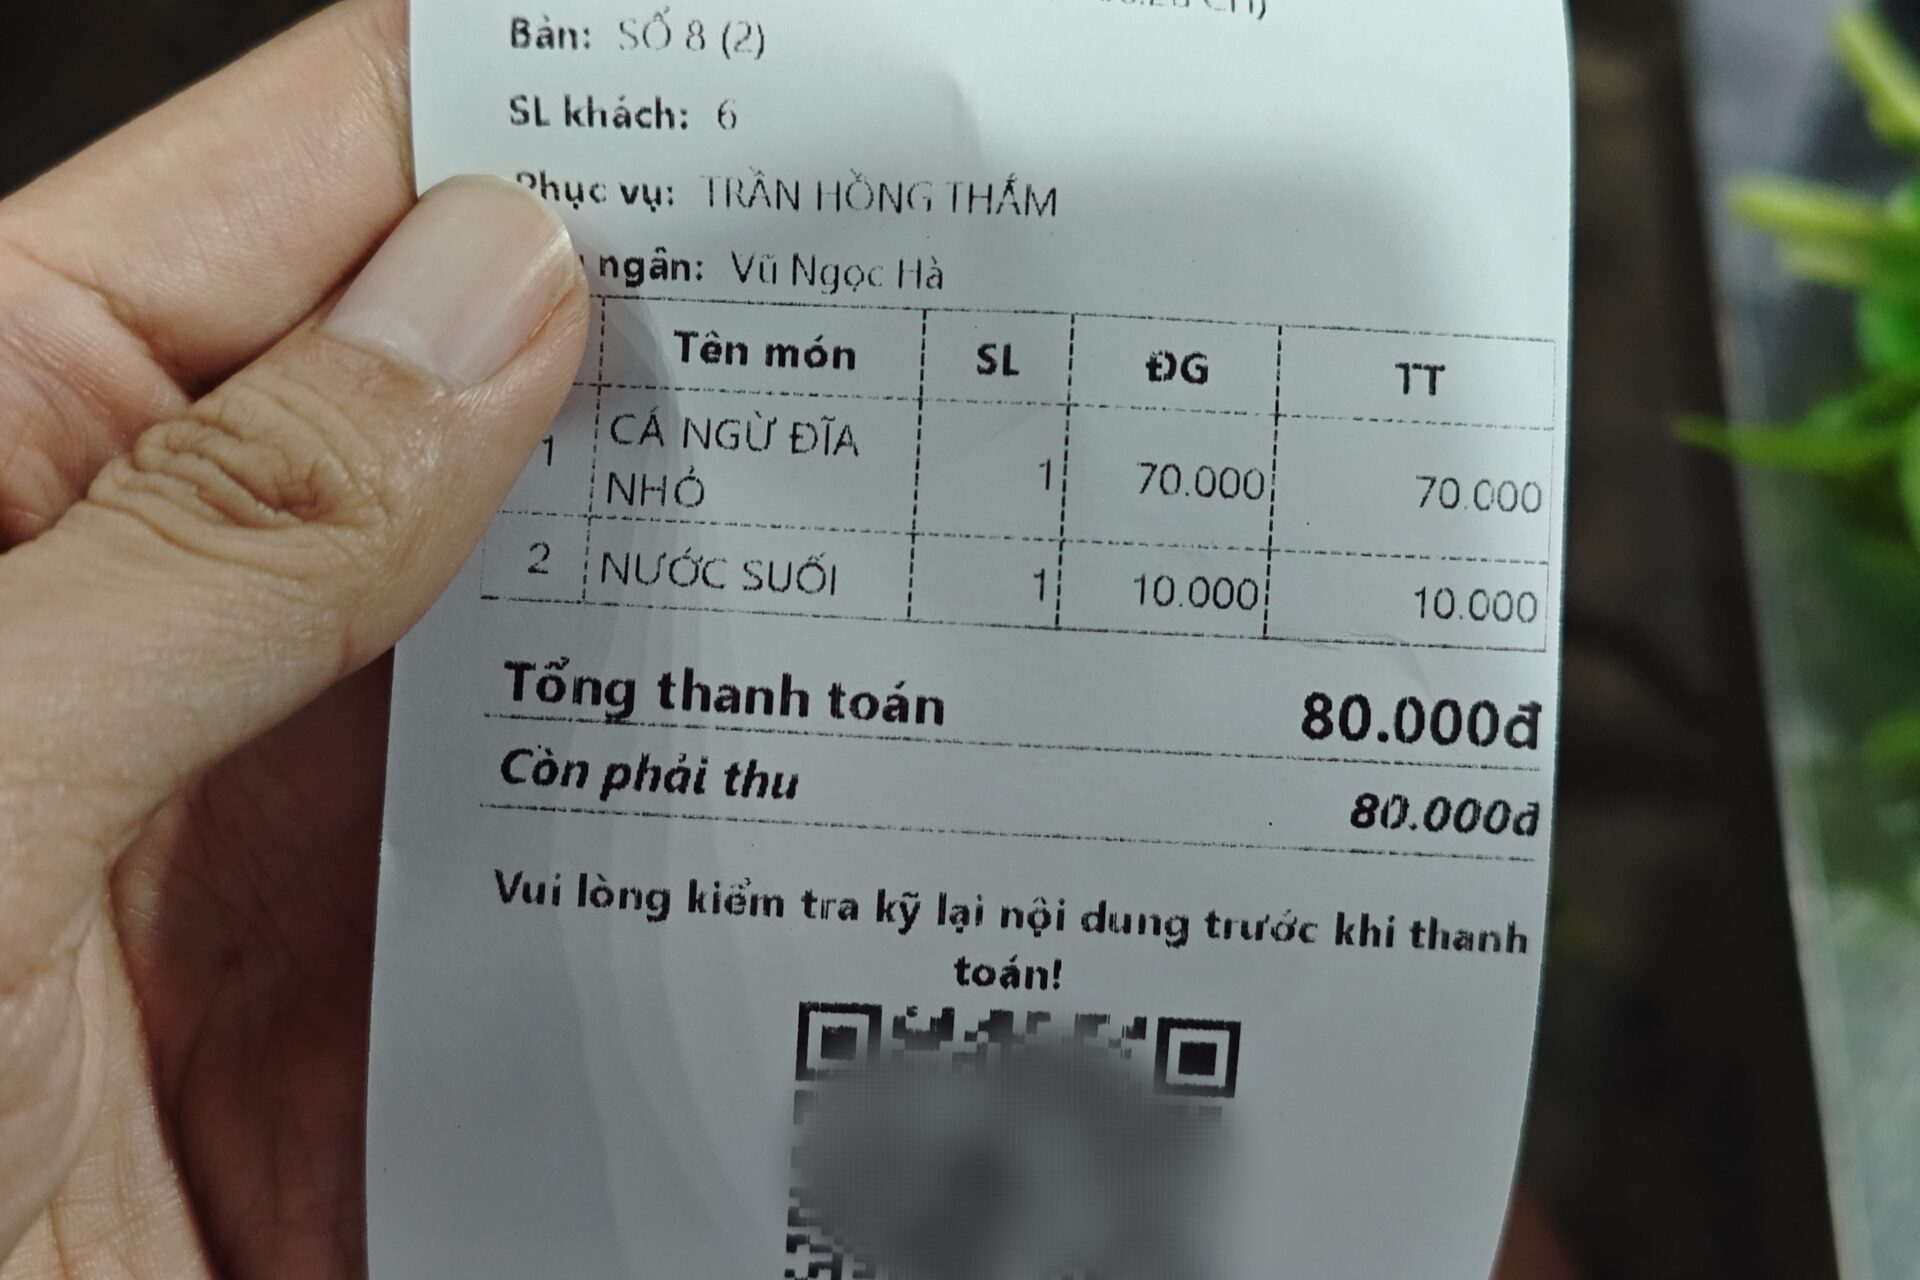 Bàn: SỐ 8 (2)
SL khách: 6
Phục vụ: TRẦN HỒNG THẮM
ngân: Vũ Ngọc Hà
Tên món SL ĐG TT
1 CÁ NGỪ ĐĨA NHỎ 1 70.000 70.000
2 NƯỚC SUỐI 1 10.000 10.000
Tổng thanh toán 80.000đ
Còn phải thu 80.000đ
Vui lòng kiểm tra kỹ lại nội dung trước khi thanh
toán!